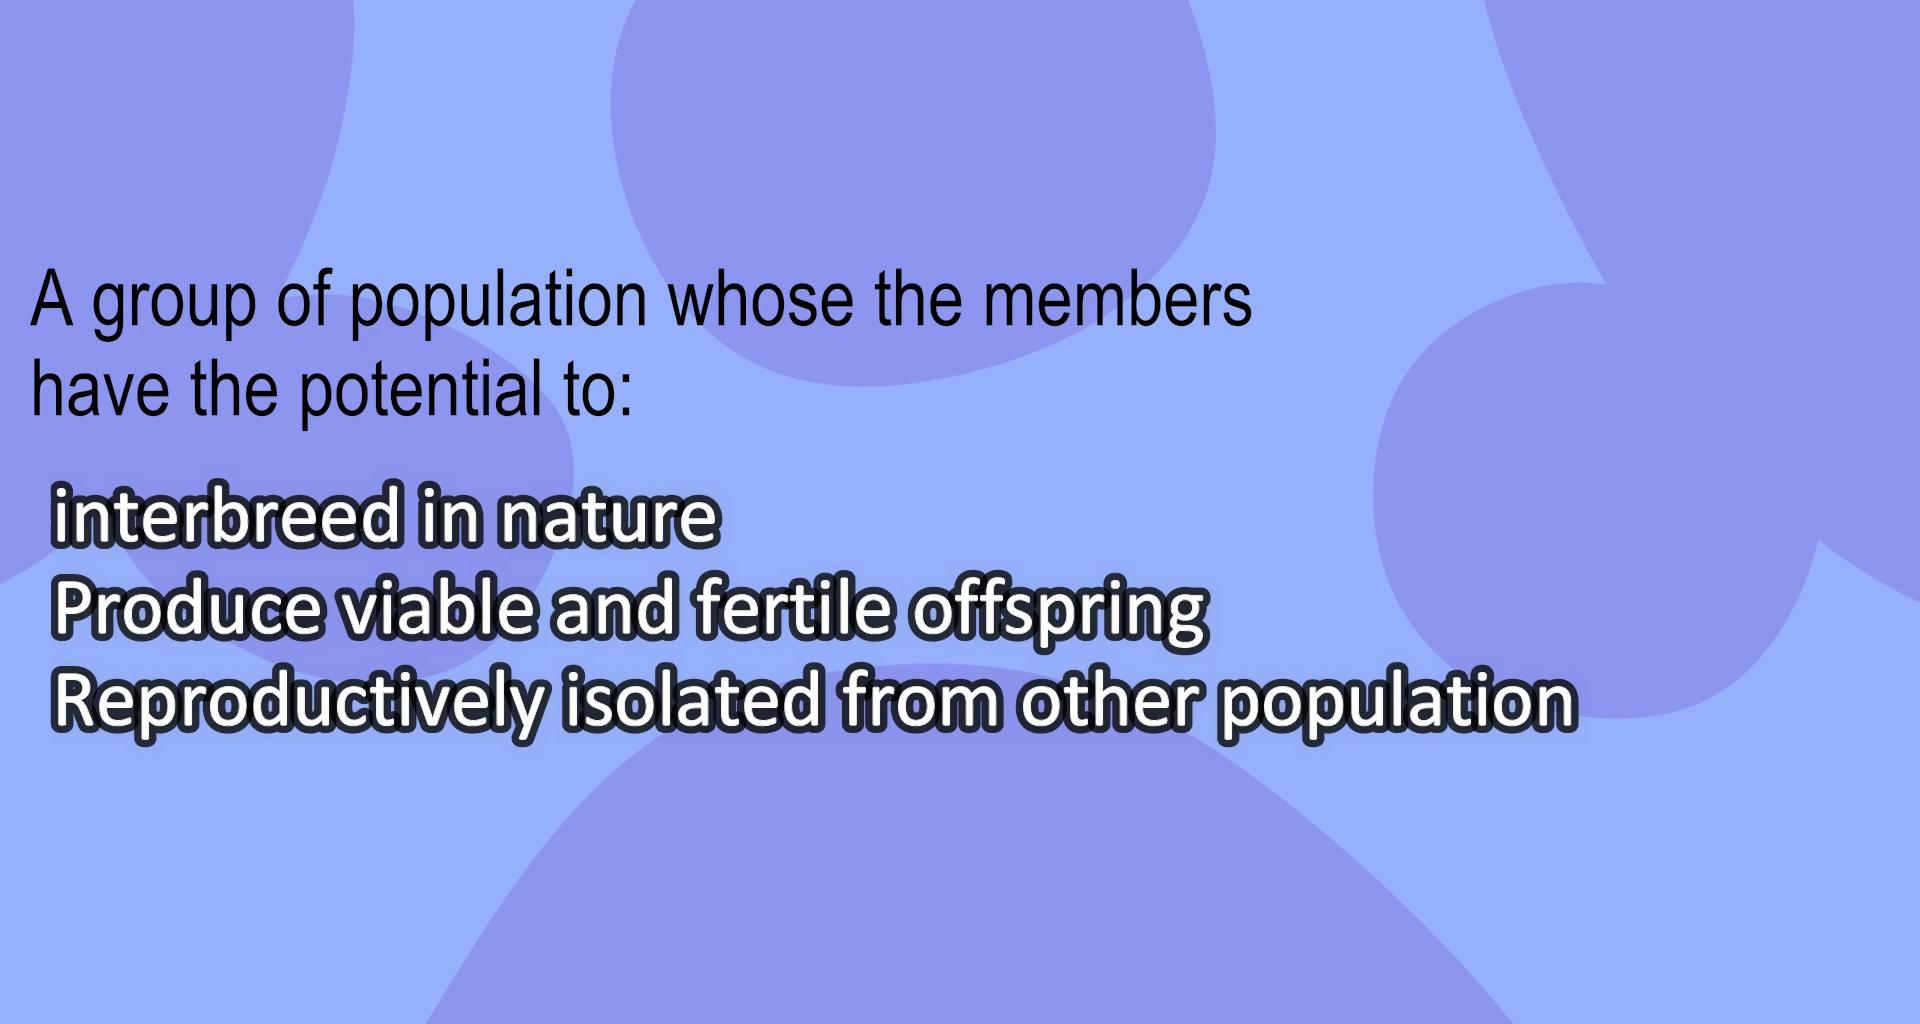 A group of population whose the members
have the potential to:
interbreed in nature
Produce viable and fertile offspring
Reproductively isolated from other population